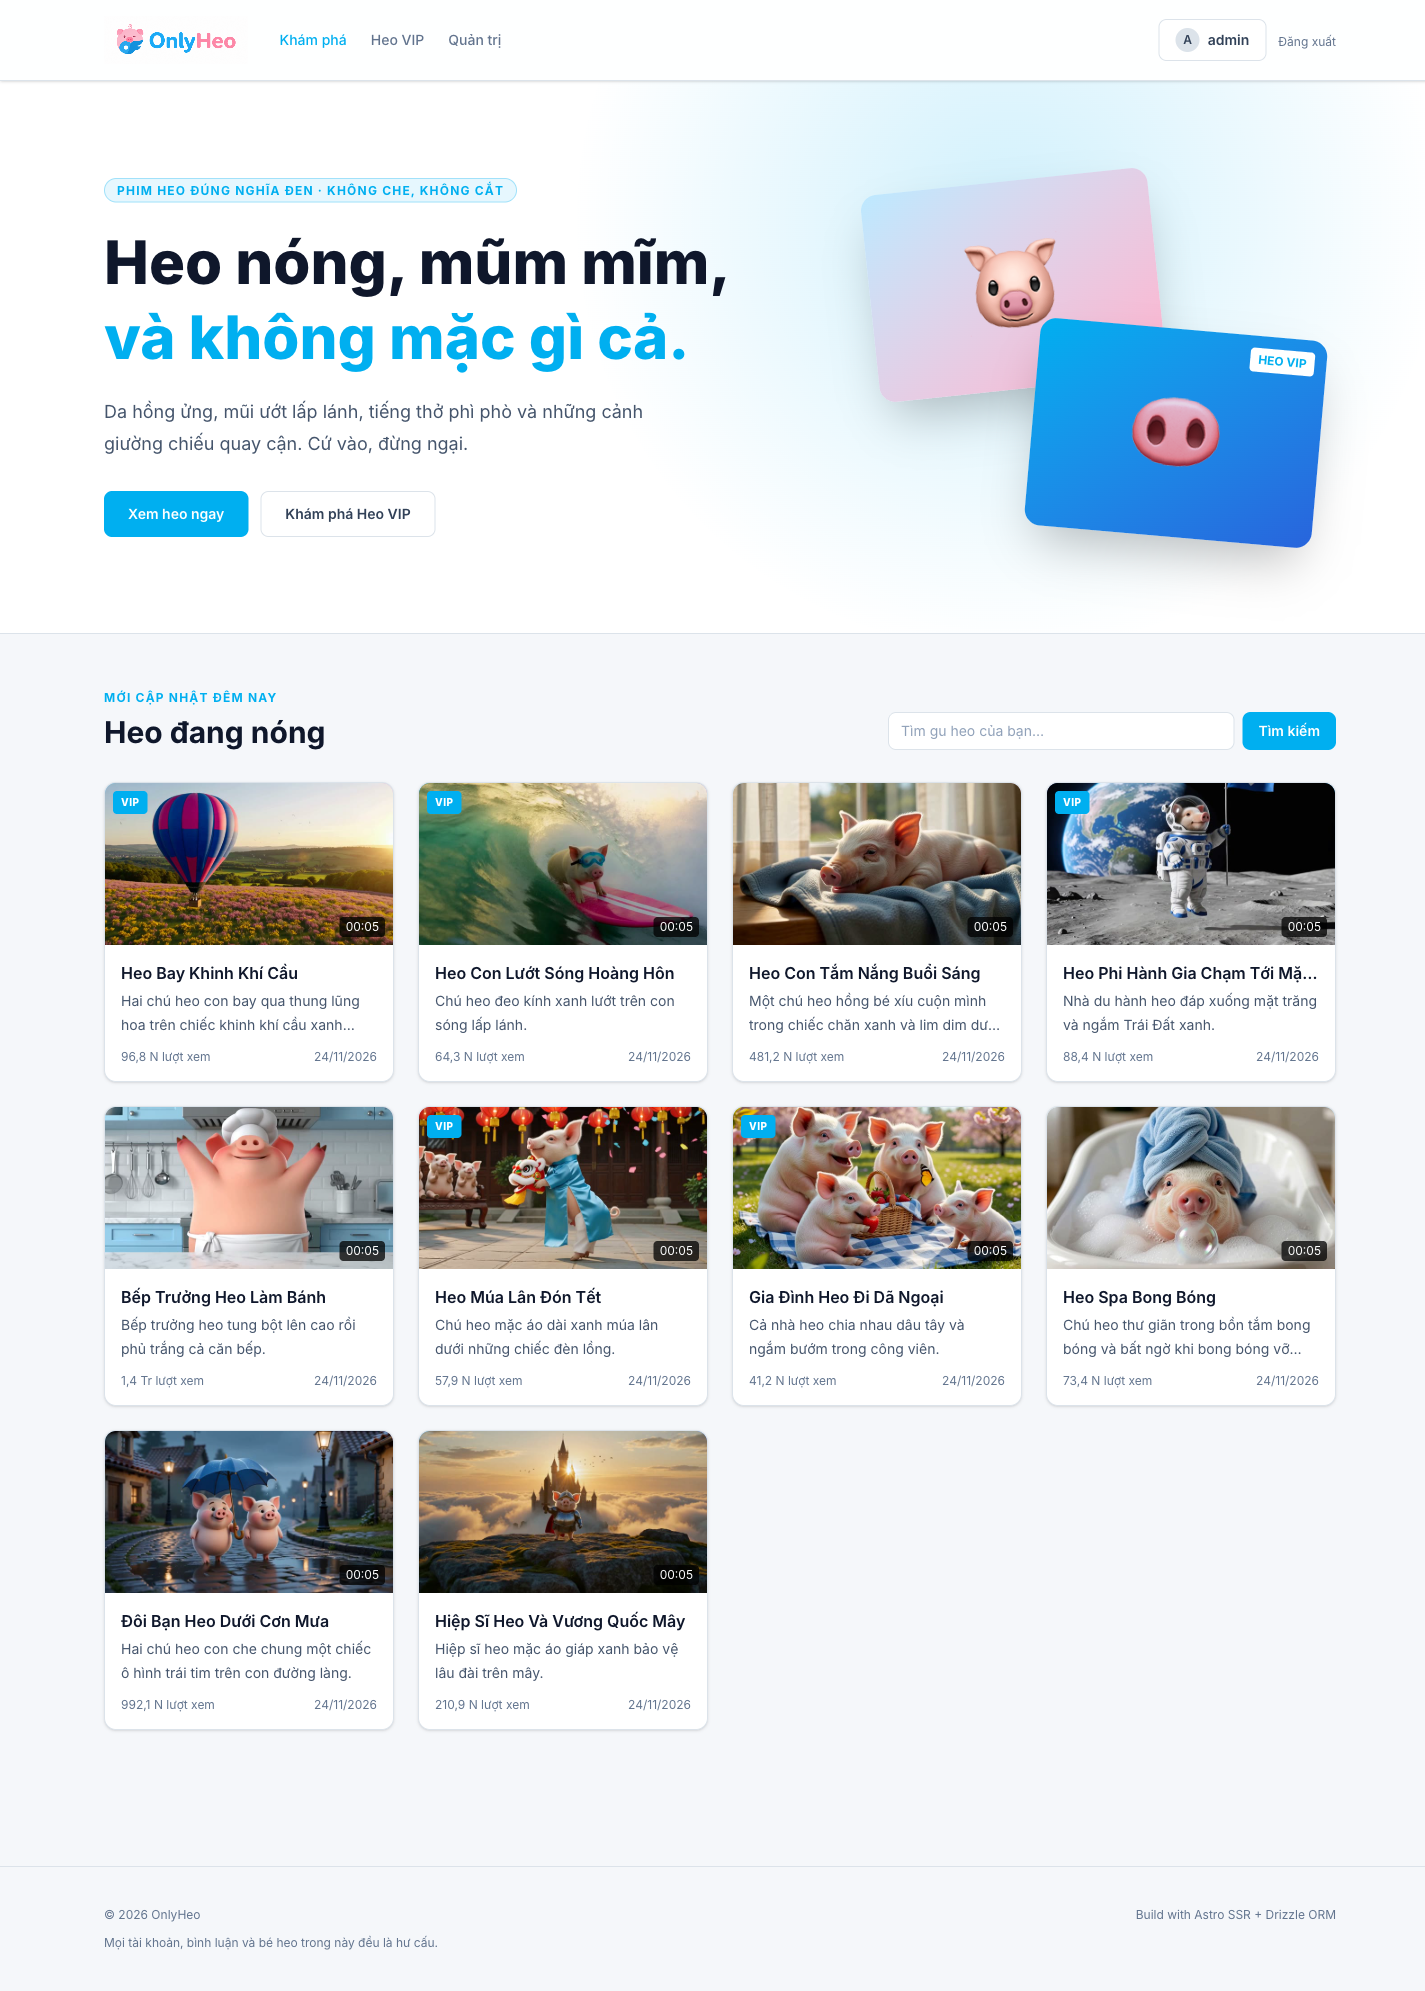 OnlyHeo
Khám phá
Heo VIP
Quản trị
A
admin
Đăng xuất
PHIM HEO ĐÚNG NGHĨA ĐEN · KHÔNG CHE, KHÔNG CẮT
Heo nóng, mũm mĩm,
và không mặc gì cả.
Da hồng ửng, mũi ướt lấp lánh, tiếng thở phì phò và những cảnh
giường chiếu quay cận. Cứ vào, đừng ngại.
Xem heo ngay
Khám phá Heo VIP
HEO VIP
MỚI CẬP NHẬT ĐÊM NAY
Heo đang nóng
Tìm gu heo của bạn...
Tìm kiếm
VIP
00:05
Heo Bay Khinh Khí Cầu
Hai chú heo con bay qua thung lũng
hoa trên chiếc khinh khí cầu xanh...
96,8 N lượt xem
24/11/2026
VIP
00:05
Heo Con Lướt Sóng Hoàng Hôn
Chú heo đeo kính xanh lướt trên con
sóng lấp lánh.
64,3 N lượt xem
24/11/2026
00:05
Heo Con Tắm Nắng Buổi Sáng
Một chú heo hồng bé xíu cuộn mình
trong chiếc chăn xanh và lim dim dư...
481,2 N lượt xem
24/11/2026
VIP
00:05
Heo Phi Hành Gia Chạm Tới Mặ...
Nhà du hành heo đáp xuống mặt trăng
và ngắm Trái Đất xanh.
88,4 N lượt xem
24/11/2026
00:05
Bếp Trưởng Heo Làm Bánh
Bếp trưởng heo tung bột lên cao rồi
phủ trắng cả căn bếp.
1,4 Tr lượt xem
24/11/2026
VIP
00:05
Heo Múa Lân Đón Tết
Chú heo mặc áo dài xanh múa lân
dưới những chiếc đèn lồng.
57,9 N lượt xem
24/11/2026
VIP
00:05
Gia Đình Heo Đi Dã Ngoại
Cả nhà heo chia nhau dâu tây và
ngắm bướm trong công viên.
41,2 N lượt xem
24/11/2026
00:05
Heo Spa Bong Bóng
Chú heo thư giãn trong bồn tắm bong
bóng và bất ngờ khi bong bóng vỡ...
73,4 N lượt xem
24/11/2026
00:05
Đôi Bạn Heo Dưới Cơn Mưa
Hai chú heo con che chung một chiếc
ô hình trái tim trên con đường làng.
992,1 N lượt xem
24/11/2026
00:05
Hiệp Sĩ Heo Và Vương Quốc Mây
Hiệp sĩ heo mặc áo giáp xanh bảo vệ
lâu đài trên mây.
210,9 N lượt xem
24/11/2026
© 2026 OnlyHeo
Build with Astro SSR + Drizzle ORM
Mọi tài khoản, bình luận và bé heo trong này đều là hư cấu.